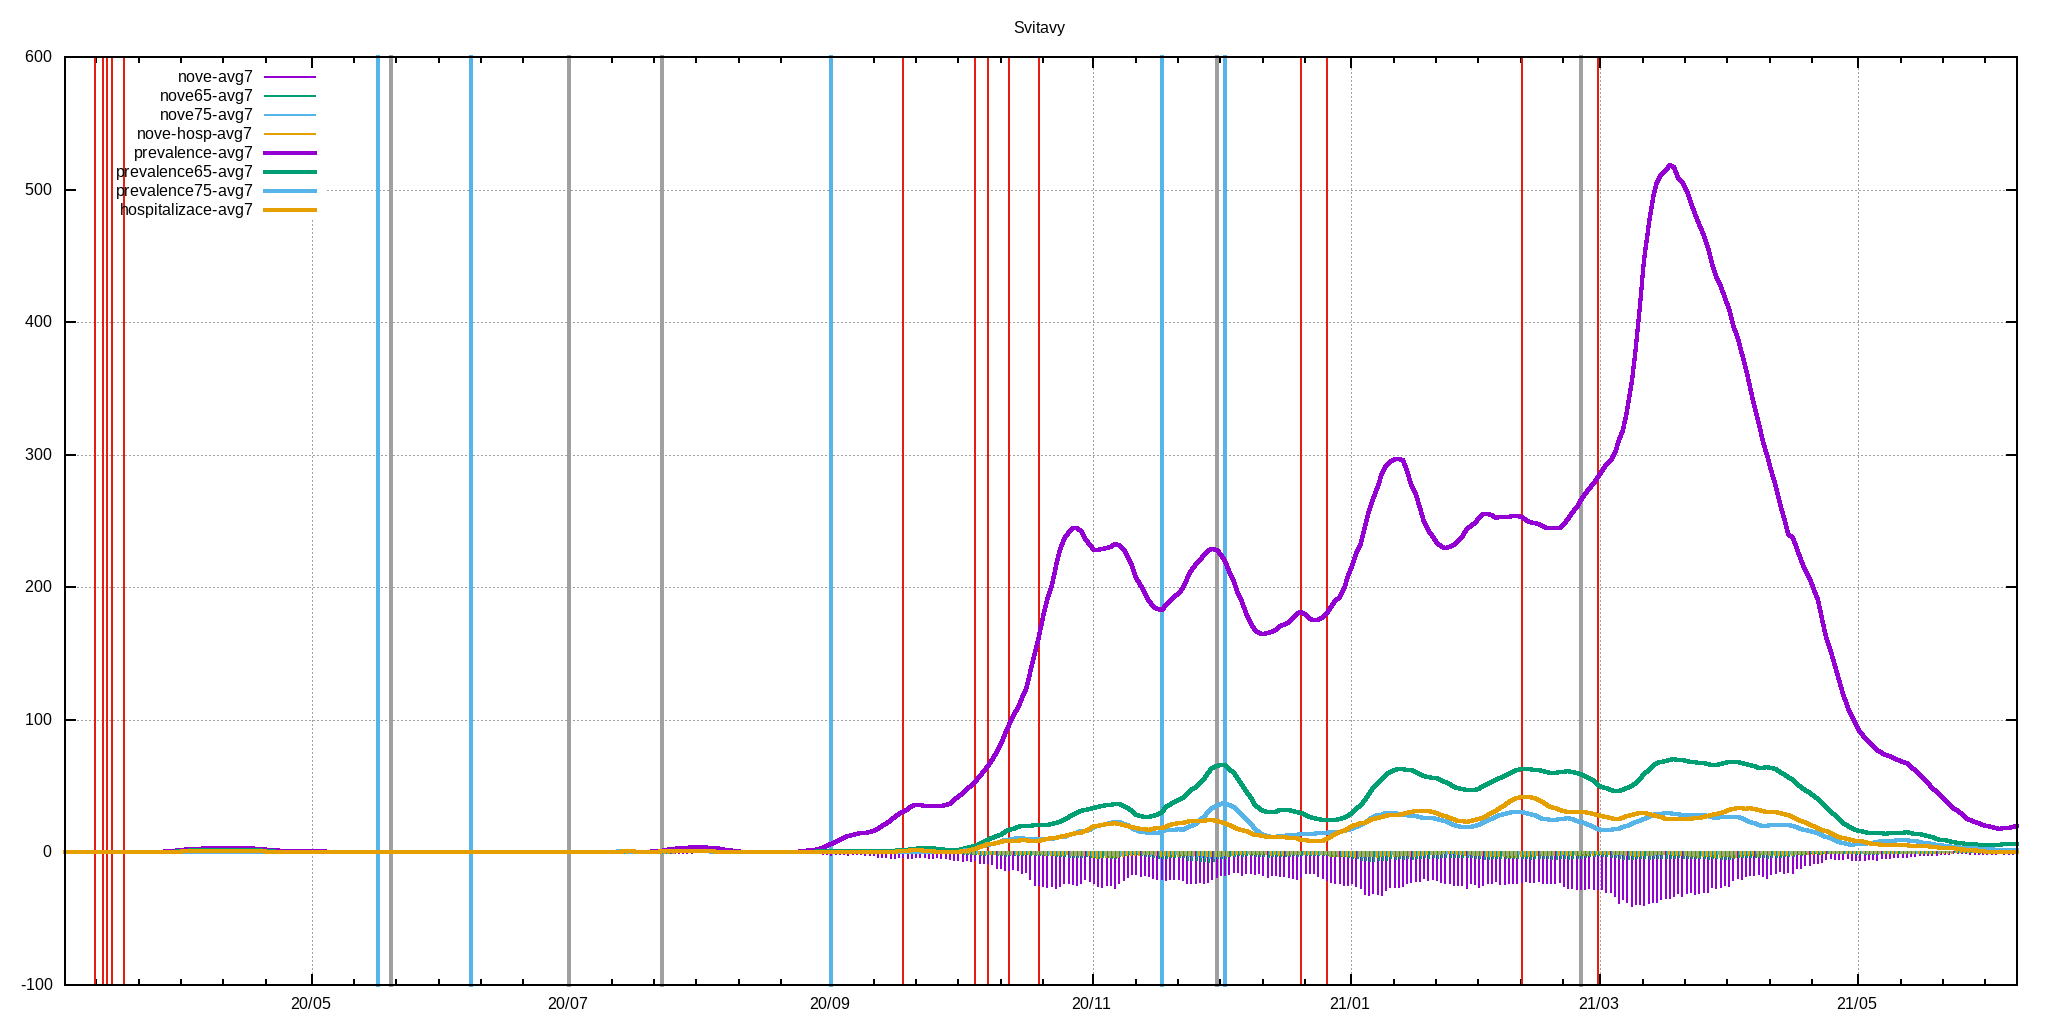 Svitavy
600
500
400
300
200
100
0
-100
nove-avg7
nove65-avg7
nove75-avg7
nove-hosp-avg7
prevalence-avg7
prevalence65-avg7
prevalence75-avg7
hospitalizace-avg7
20/05 20/07 20/09 20/11 21/01 21/03 21/05